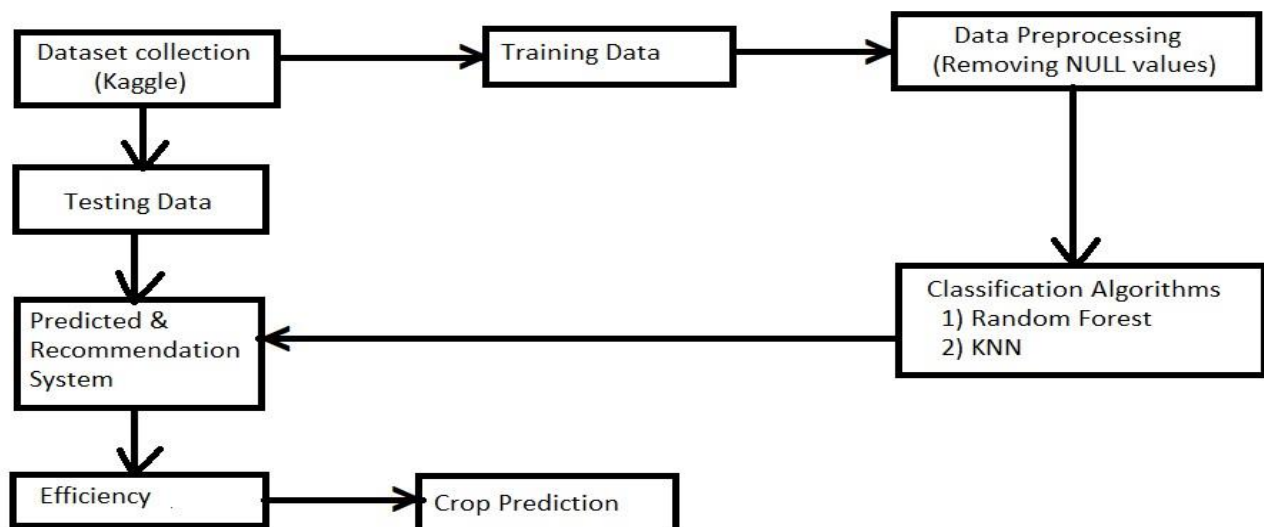 Dataset collection
(Kaggle)
Training Data
Data Preprocessing
(Removing NULL values)
Testing Data
Predicted &
Recommendation
System
Classification Algorithms
1) Random Forest
2) KNN
Efficiency
Crop Prediction